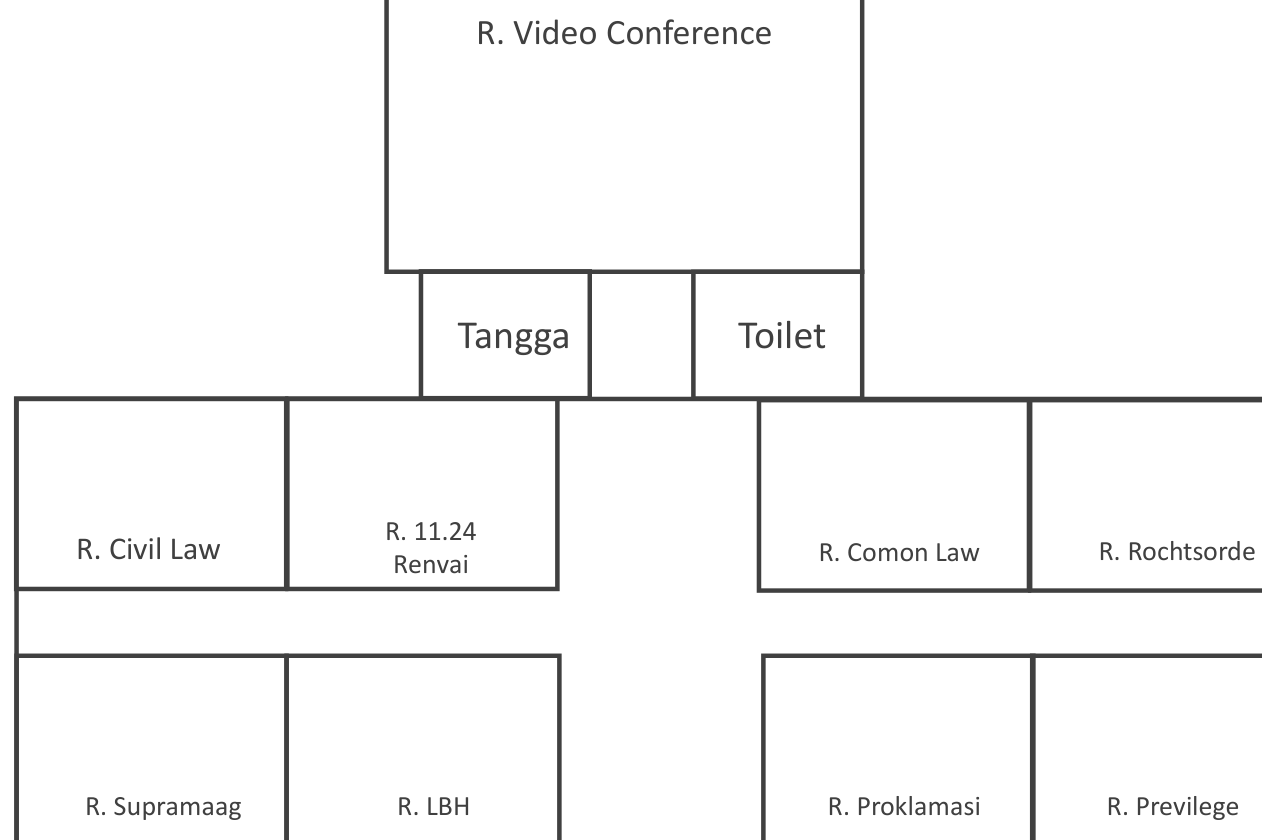 R. Video Conference
Tangga
Toilet
R. Civil Law
R. 11.24
Renvai
R. Comon Law
R. Rochtsorde
R. Supramaag
R. LBH
R. Proklamasi
R. Previlege